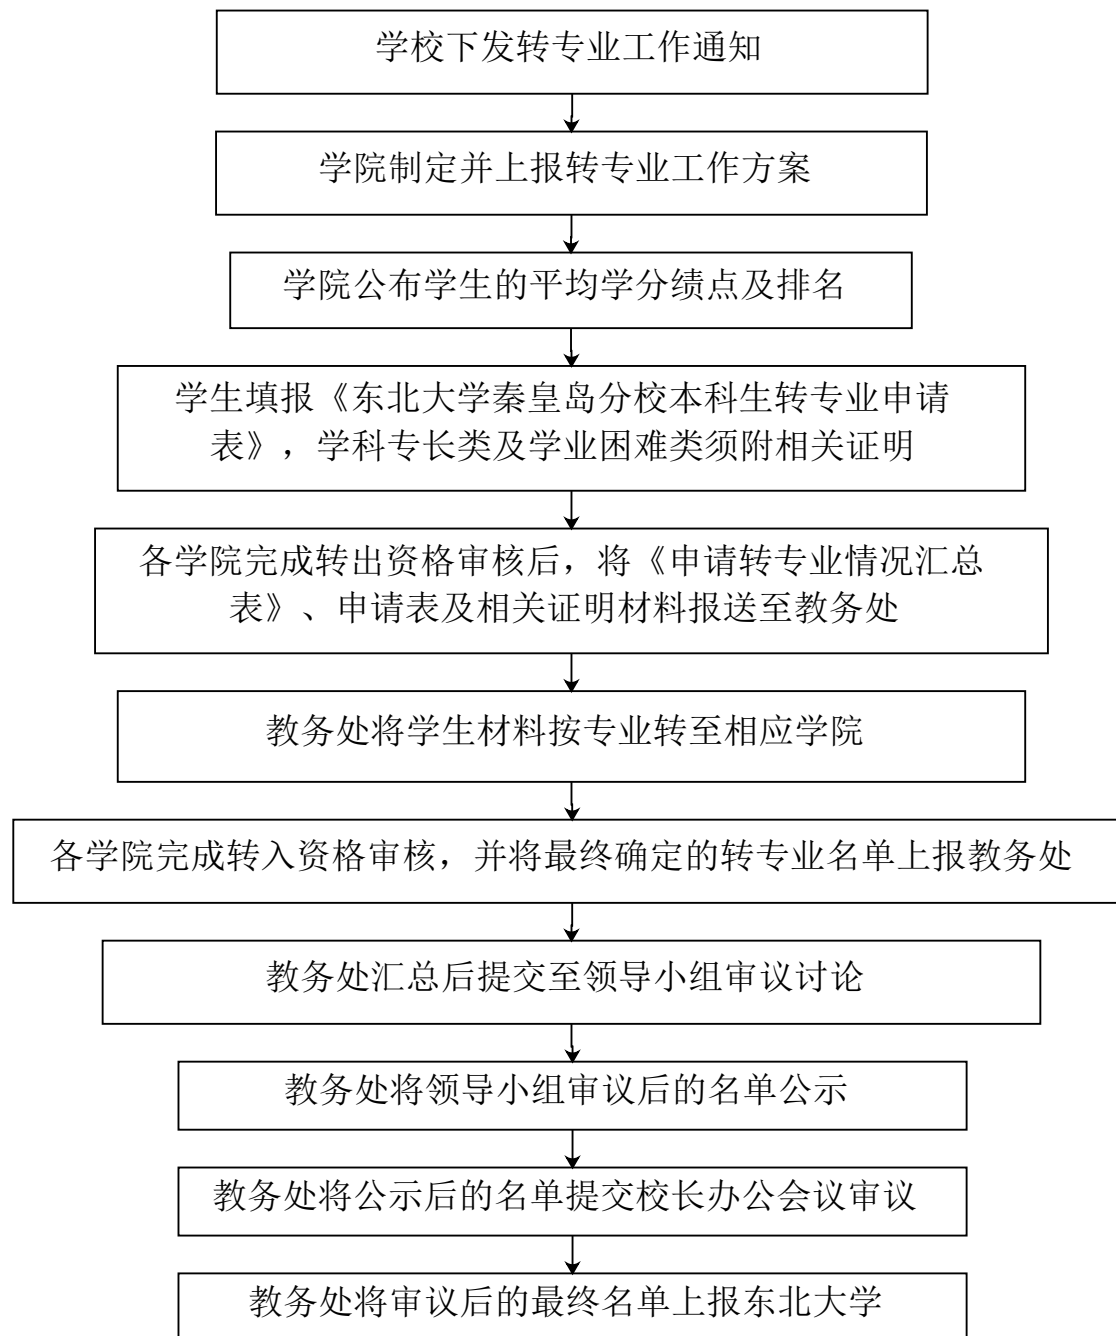 学校下发转专业工作通知
学院制定并上报转专业工作方案
学院公布学生的平均学分绩点及排名
学生填报《东北大学秦皇岛分校本科生转专业申请
表》，学科专长类及学业困难类须附相关证明
各学院完成转出资格审核后，将《申请转专业情况汇总
表》、申请表及相关证明材料报送至教务处
教务处将学生材料按专业转至相应学院
各学院完成转入资格审核，并将最终确定的转专业名单上报教务处
教务处汇总后提交至领导小组审议讨论
教务处将领导小组审议后的名单公示
教务处将公示后的名单提交校长办公会议审议
教务处将审议后的最终名单上报东北大学